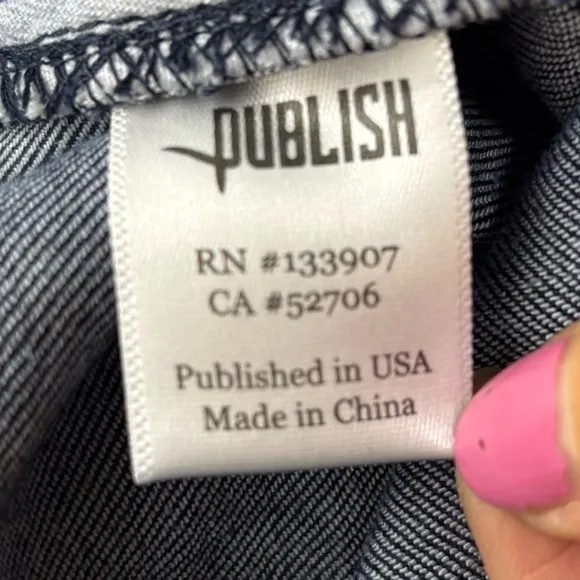 PUBLISH
RN #133907
CA #52706
Published in USA
Made in China